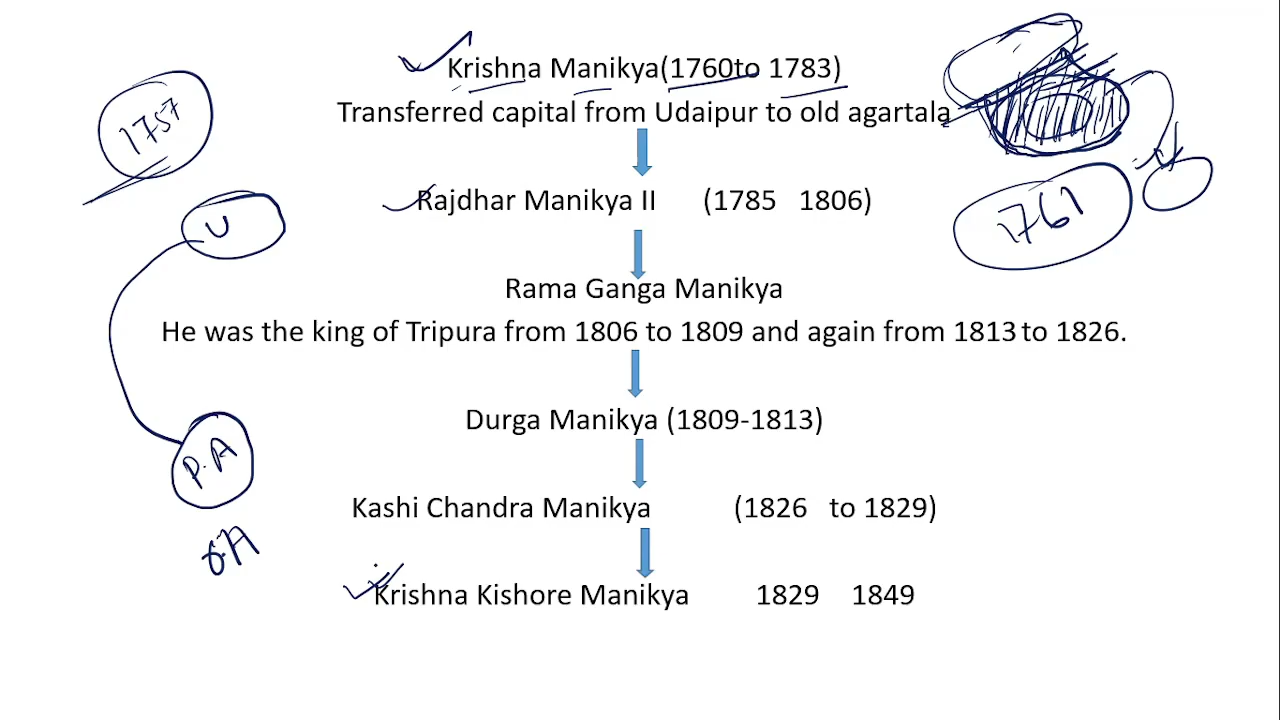 Krishna Manikya(1760to 1783)
1757
Transferred capital from Udaipur to old agartala
Rajdhar Manikya II (1785 1806)
1761
U
Rama Ganga Manikya
He was the king of Tripura from 1806 to 1809 and again from 1813 to 1826.
Durga Manikya (1809-1813)
P.A
Kashi Chandra Manikya (1826 to 1829)
Krishna Kishore Manikya 1829 1849